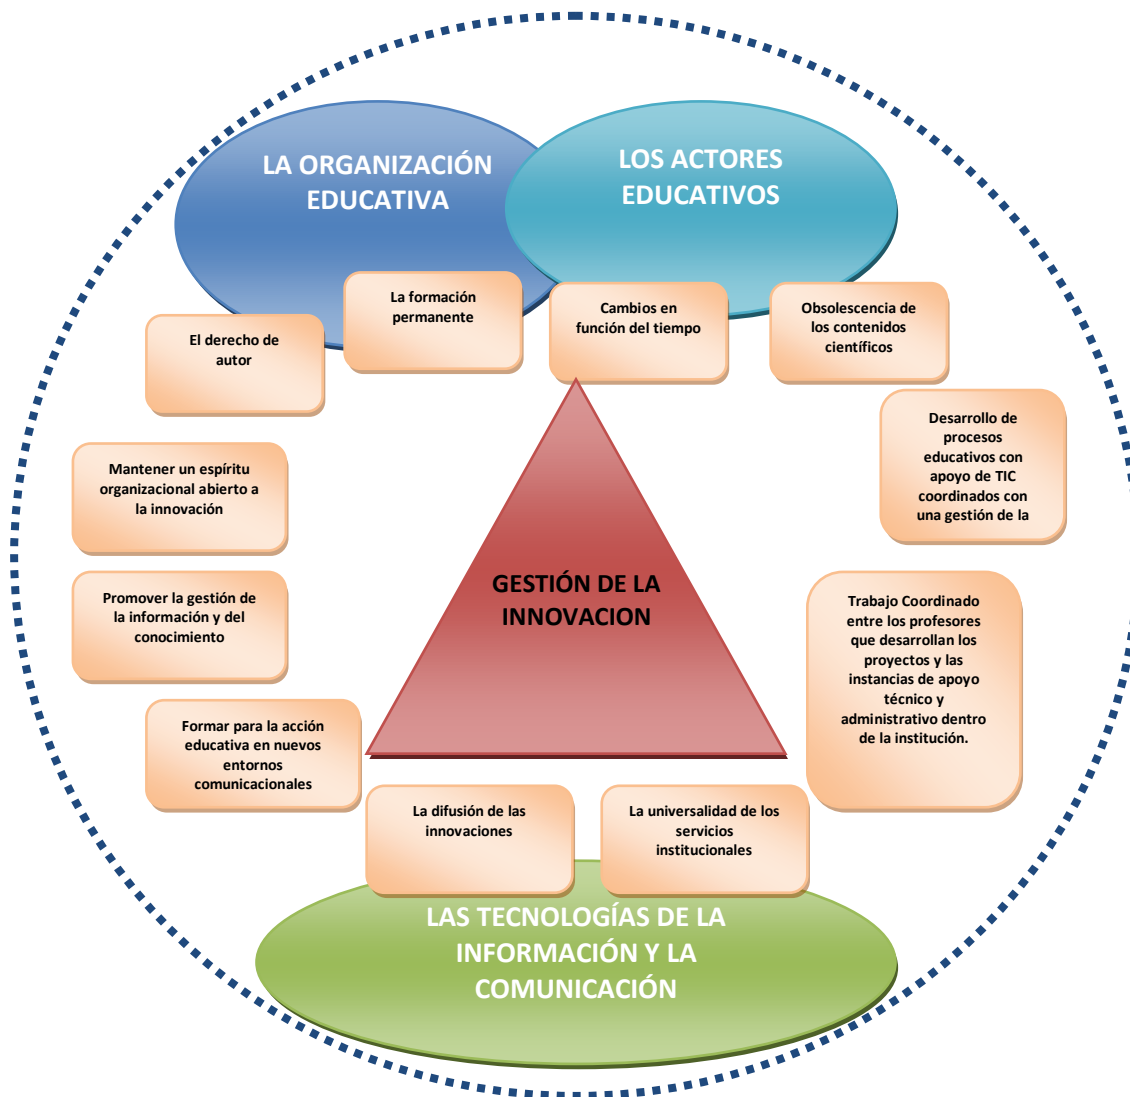 LA ORGANIZACIÓN
EDUCATIVA
LOS ACTORES
EDUCATIVOS
La formación
permanente
Cambios en
función del tiempo
Obsolescencia de
los contenidos
científicos
El derecho de
autor
Desarrollo de
procesos
educativos con
apoyo de TIC
coordinados con
una gestión de la
Mantener un espíritu
organizacional abierto a
la innovación
GESTIÓN DE LA
INNOVACION
Promover la gestión de
la información y del
conocimiento
Trabajo Coordinado
entre los profesores
que desarrollan los
proyectos y las
instancias de apoyo
técnico y
administrativo dentro
de la institución.
Formar para la acción
educativa en nuevos
entornos
comunicacionales
La difusión de las
innovaciones
La universalidad de los
servicios
institucionales
LAS TECNOLOGÍAS DE LA
INFORMACIÓN Y LA
COMUNICACIÓN